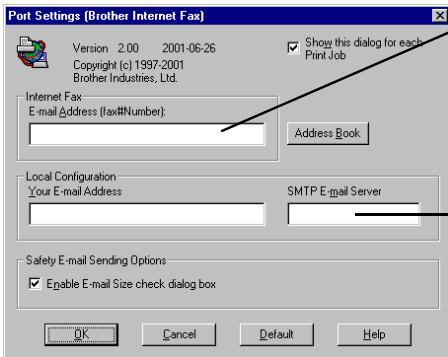 Port Settings (Brother Internet Fax)
Version 2.00 2001-06-26
Copyright (c) 1997-2001
Brother Industries, Ltd.
Show this dialog for each
Print Job
Internet Fax
E-mail Address (fax#Number):
Address Book
Local Configuration
Your E-mail Address
SMTP E-mail Server
Safety E-mail Sending Options
Enable E-mail Size check dialog box
OK
Cancel
Default
Help